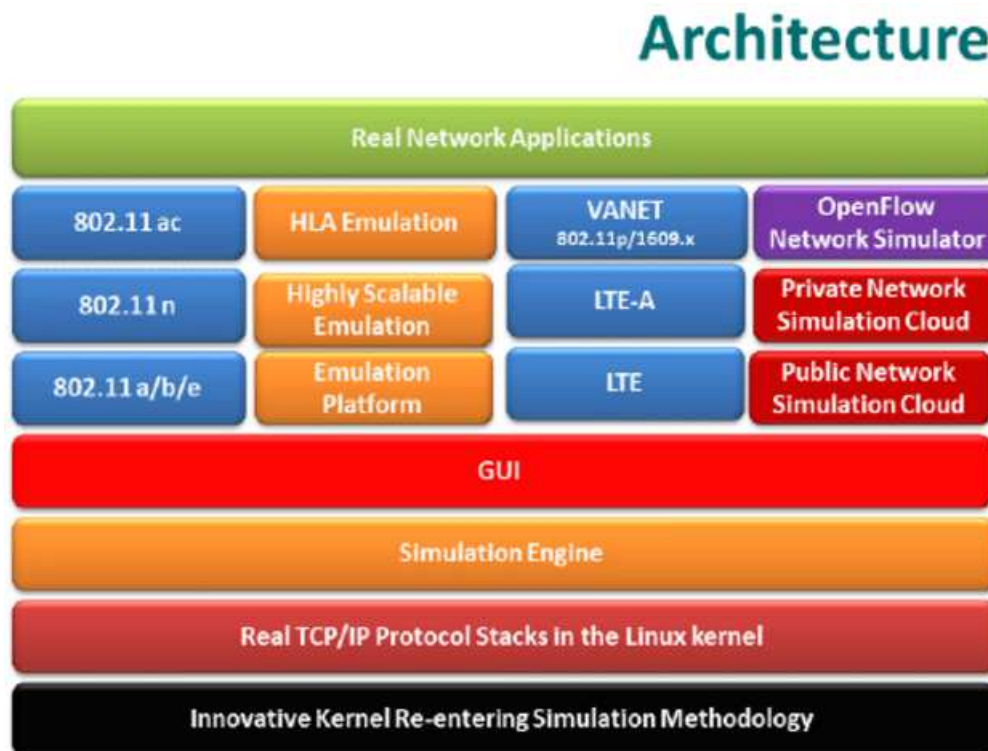 Architecture
Real Network Applications
802.11 ac
HLA Emulation
VANET
802.11p/1609.x
OpenFlow
Network Simulator
802.11 n
Highly Scalable
Emulation
LTE-A
Private Network
Simulation Cloud
802.11 a/b/e
Emulation
Platform
LTE
Public Network
Simulation Cloud
GUI
Simulation Engine
Real TCP/IP Protocol Stacks in the Linux kernel
Innovative Kernel Re-entering Simulation Methodology